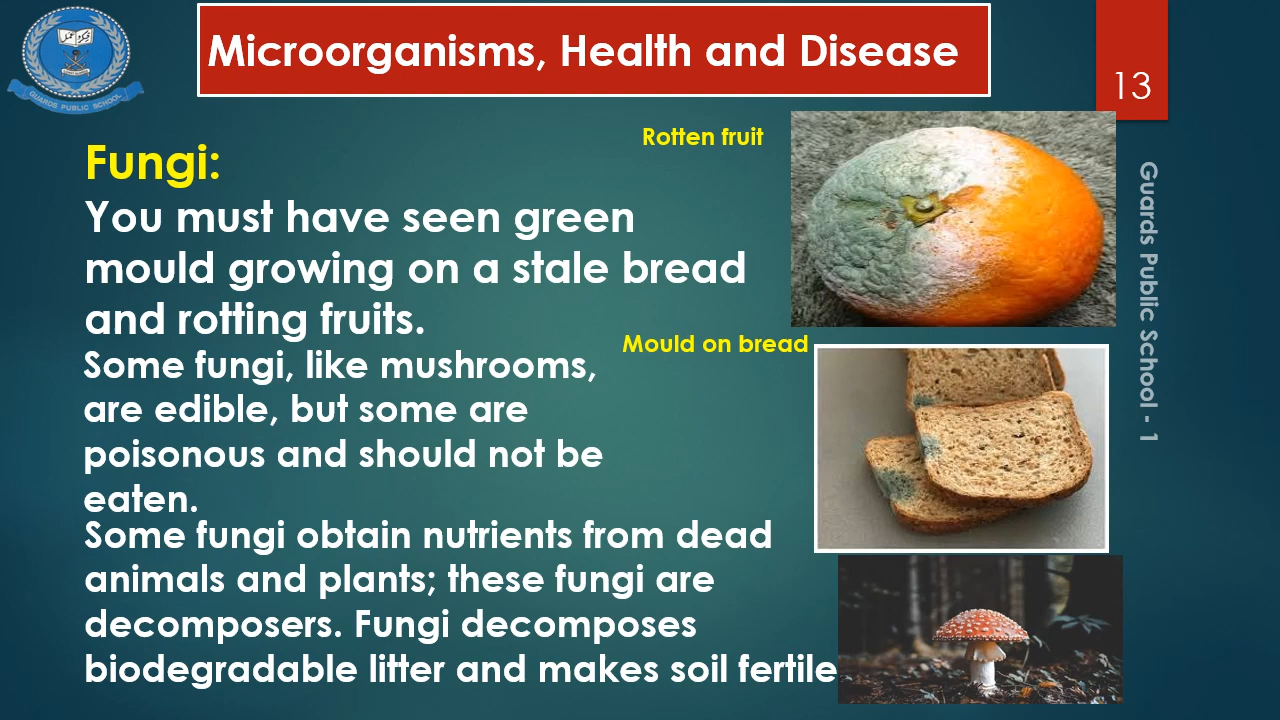 Microorganisms, Health and Disease
13
GUARDS PUBLIC SCHOOL
Rotten fruit
Fungi:
You must have seen green
mould growing on a stale bread
and rotting fruits.
Mould on bread
Some fungi, like mushrooms,
are edible, but some are
poisonous and should not be
eaten.
Some fungi obtain nutrients from dead
animals and plants; these fungi are
decomposers. Fungi decomposes
biodegradable litter and makes soil fertile
Guards Public School - 1